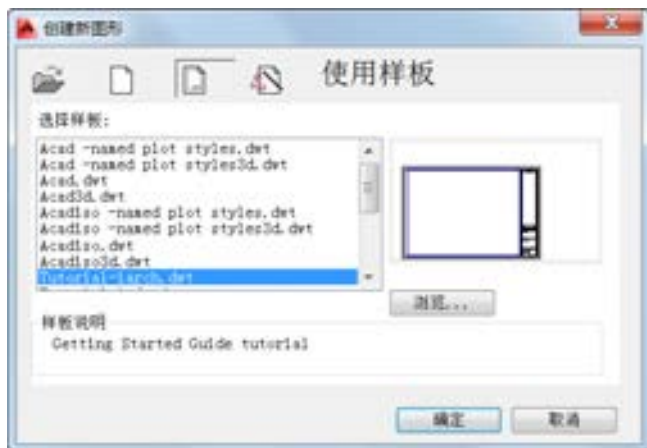 创建新图形
使用样板
选择样板:
Acad -named plot styles.dwt
Acad -named plot styles3d.dwt
Acad.dwt
Acad3d.dwt
Acadiso -named plot styles.dwt
Acadiso -named plot styles3d.dwt
Acadiso.dwt
Acadiso3d.dwt
Tutorial-iarch.dwt
浏览...
样板说明
Getting Started Guide tutorial
确定
取消